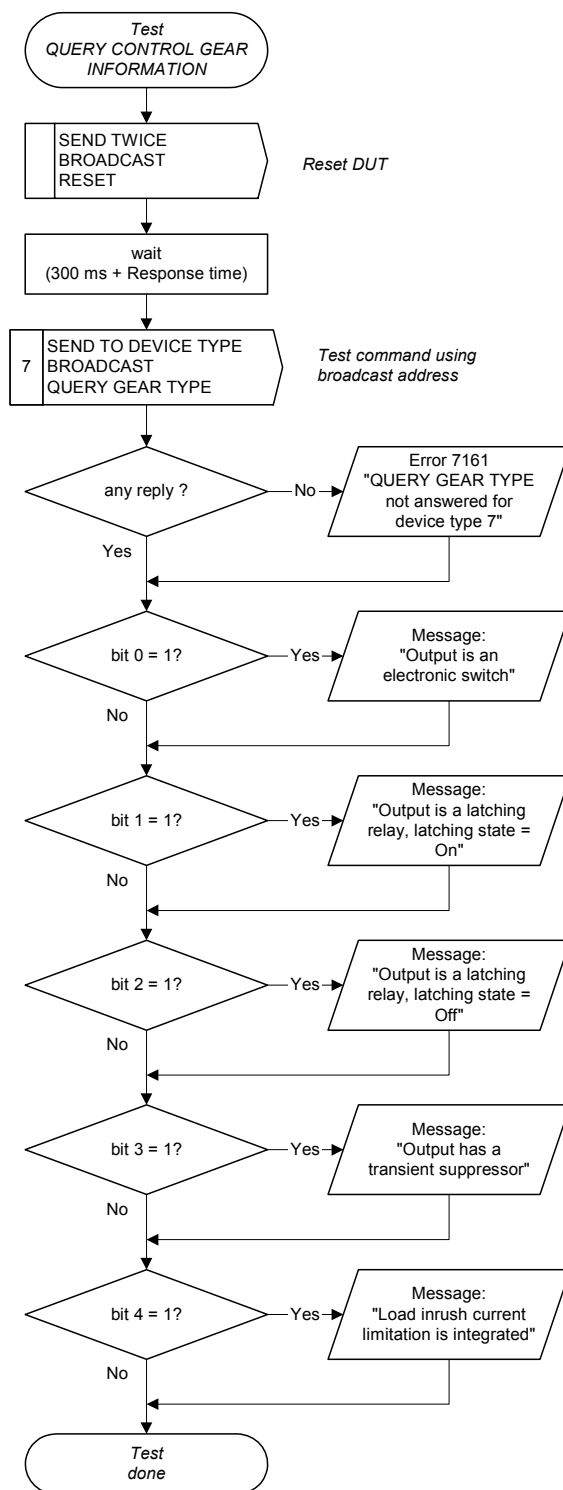 Test
QUERY CONTROL GEAR
INFORMATION
SEND TWICE
BROADCAST
RESET
Reset DUT
wait
(300 ms + Response time)
7
SEND TO DEVICE TYPE
BROADCAST
QUERY GEAR TYPE
Test command using
broadcast address
any reply ?
No
Error 7161
"QUERY GEAR TYPE
not answered for
device type 7"
Yes
bit 0 = 1?
Yes
Message:
"Output is an
electronic switch"
No
bit 1 = 1?
Yes
Message:
"Output is a latching
relay, latching state =
On"
No
bit 2 = 1?
Yes
Message:
"Output is a latching
relay, latching state =
Off"
No
bit 3 = 1?
Yes
Message:
"Output has a
transient suppressor"
No
bit 4 = 1?
Yes
Message:
"Load inrush current
limitation is integrated"
No
Test
done